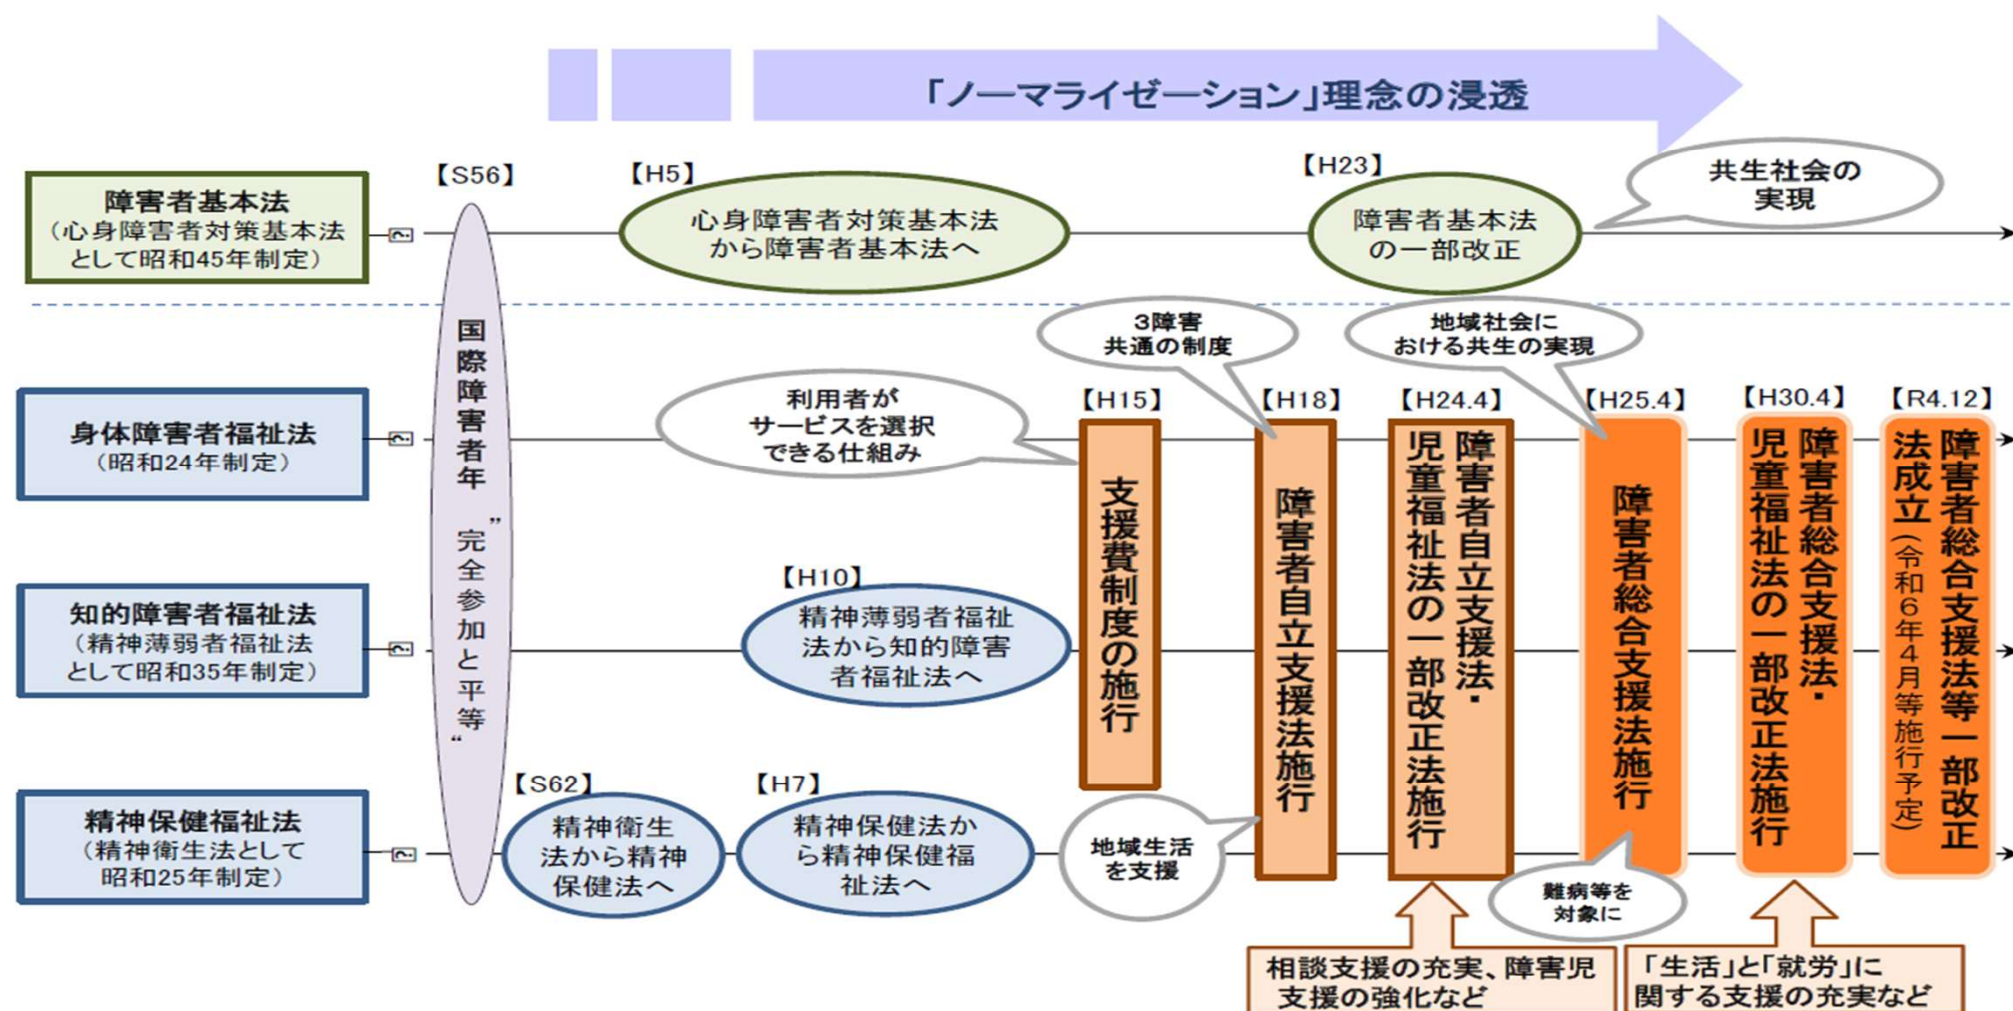 「ノーマライゼーション」理念の浸透
障害者基本法
（心身障害者対策基本法
として昭和45年制定）
【S56】
【H5】
心身障害者対策基本法
から障害者基本法へ
【H23】
障害者基本法
の一部改正
共生社会の
実現
国際障害者年 ”完全参加と平等“
3障害
共通の制度
地域社会に
おける共生の実現
身体障害者福祉法
（昭和24年制定）
利用者が
サービスを選択
できる仕組み
【H15】
支援費制度の施行
【H18】
障害者自立支援法施行
【H24.4】
障害者自立支援法・
児童福祉法の一部改正法施行
【H25.4】
障害者総合支援法施行
【H30.4】
障害者総合支援法・
児童福祉法の一部改正法施行
【R4.12】
障害者総合支援法等一部改正
法成立（令和6年4月等施行予定）
知的障害者福祉法
（精神薄弱者福祉法
として昭和35年制定）
【H10】
精神薄弱者福祉
法から知的障害
者福祉法へ
精神保健福祉法
（精神衛生法として
昭和25年制定）
【S62】
精神衛生
法から精神
保健法へ
【H7】
精神保健法か
ら精神保健福
祉法へ
地域生活
を支援
難病等を
対象に
相談支援の充実、障害児
支援の強化など
「生活」と「就労」に
関する支援の充実など